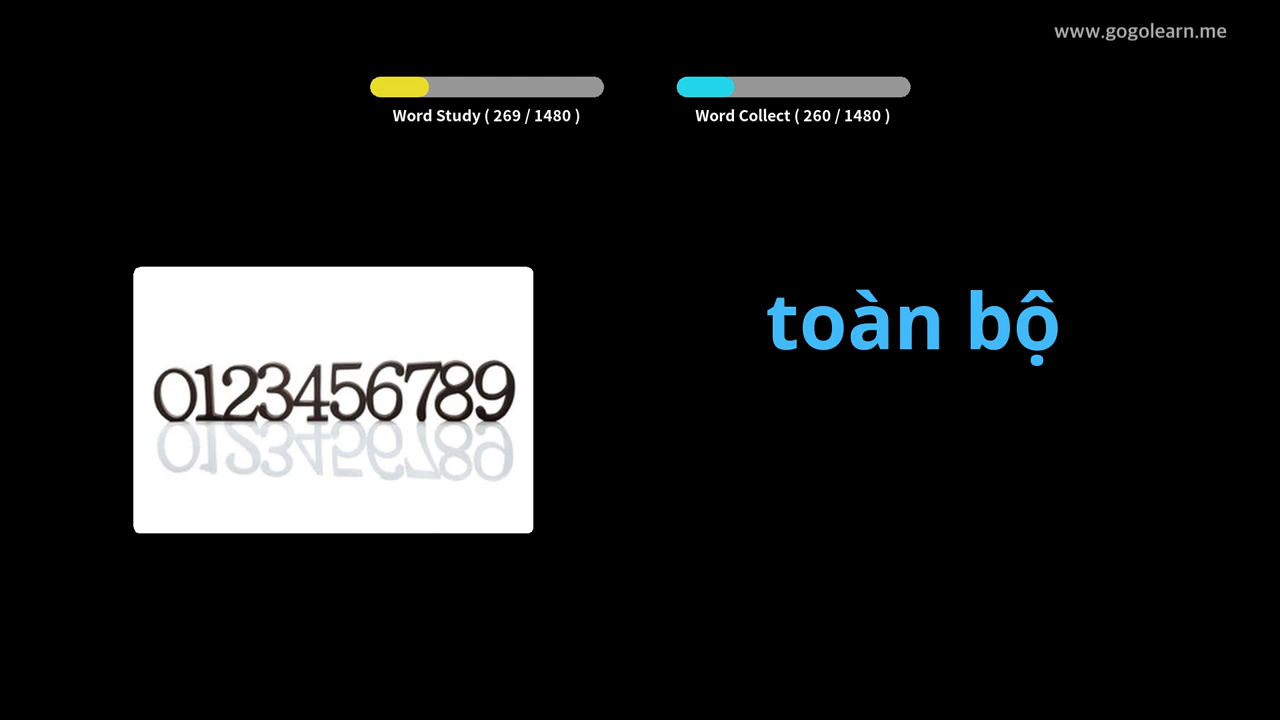 www.gogolearn.me
Word Study ( 269 / 1480 )
Word Collect ( 260 / 1480 )
toàn bộ
0123456789